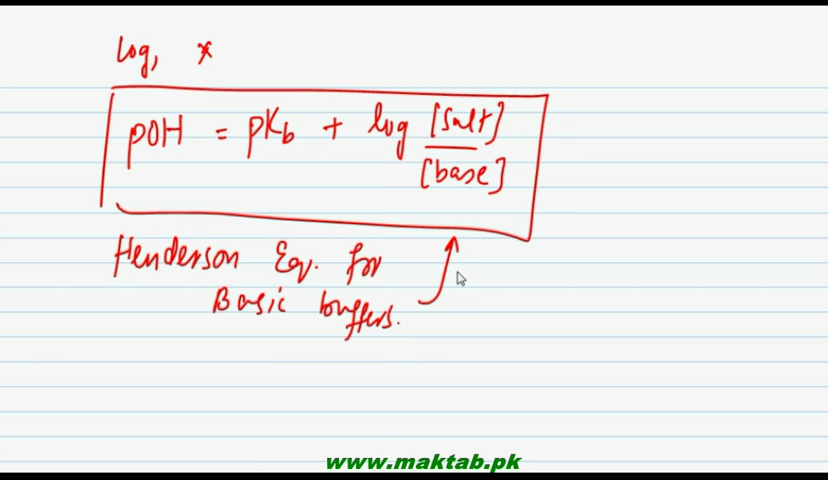 log, *
pOH = pKb + log [Salt]
[base]
Henderson Eq. for
Basic buffers.
www.maktab.pk